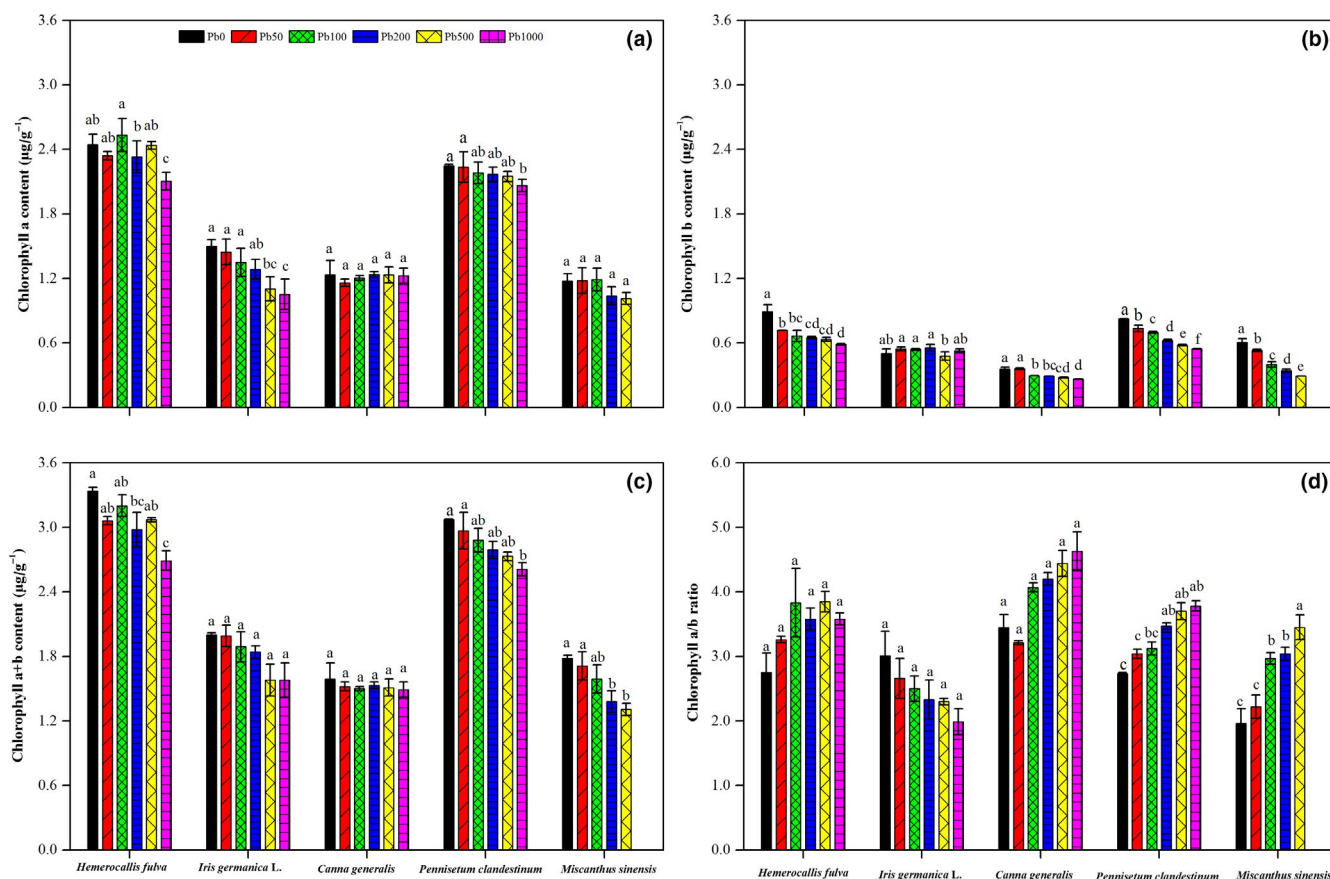 (a)
Pb0 Pb50 Pb100 Pb200 Pb500 Pb1000
Chlorophyll a content (µg/g⁻¹)
3.6
3.0
2.4
1.8
1.2
0.6
0.0
ab ab a b ab c
a a a ab bc c
a a a a a a
a a ab ab ab b
a a a a a
(b)
Chlorophyll b content (µg/g⁻¹)
3.6
3.0
2.4
1.8
1.2
0.6
0.0
a b bc cd cd d
ab a a a b ab
a a b bc cd d
a b c d e f
a b c d e
(c)
Chlorophyll a+b content (µg/g⁻¹)
3.6
3.0
2.4
1.8
1.2
0.6
0.0
a ab ab bc ab c
a a a a a a
a a a a a a
a a ab ab ab b
a a ab b b
Hemerocallis fulva Iris germanica L. Canna generalis Pennisetum clandestinum Miscanthus sinensis
(d)
Chlorophyll a/b ratio
6.0
5.0
4.0
3.0
2.0
1.0
0.0
a a a a a a
a a a a a a
a a a a a a
c c bc ab a ab
c c b b a
Hemerocallis fulva Iris germanica L. Canna generalis Pennisetum clandestinum Miscanthus sinensis